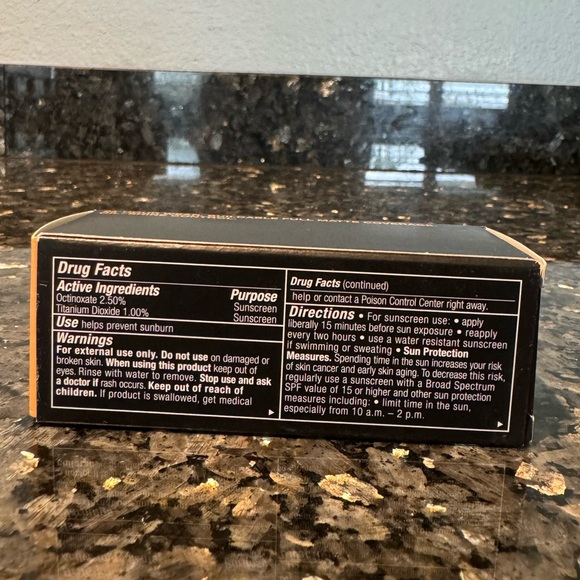 Drug Facts
Active Ingredients Purpose
Octinoxate 2.50% Sunscreen
Titanium Dioxide 1.00% Sunscreen
Use helps prevent sunburn
Warnings
For external use only. Do not use on damaged or
broken skin. When using this product keep out of
eyes. Rinse with water to remove. Stop use and ask
a doctor if rash occurs. Keep out of reach of
children. If product is swallowed, get medical
Drug Facts (continued)
help or contact a Poison Control Center right away.
Directions • For sunscreen use: • apply
liberally 15 minutes before sun exposure • reapply
every two hours • use a water resistant sunscreen
if swimming or sweating • Sun Protection
Measures. Spending time in the sun increases your risk
of skin cancer and early skin aging. To decrease this risk,
regularly use a sunscreen with a Broad Spectrum
SPF value of 15 or higher and other sun protection
measures including: • limit time in the sun,
especially from 10 a.m. – 2 p.m.